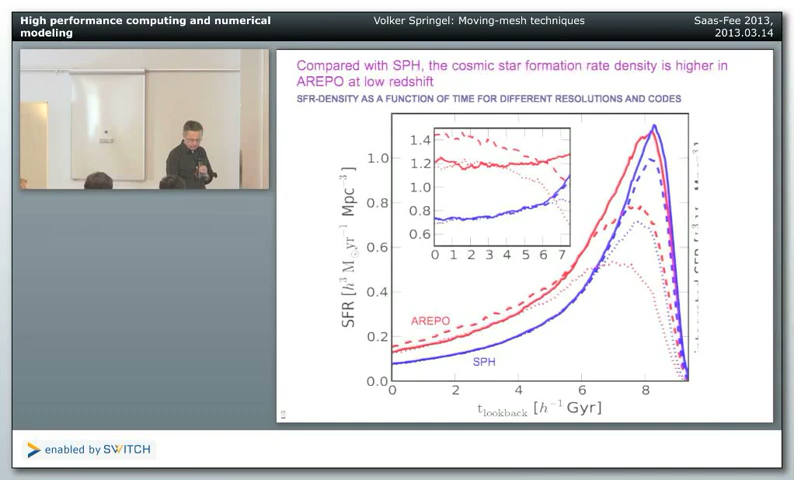 High performance computing and numerical
modeling
Volker Springel: Moving-mesh techniques
Saas-Fee 2013,
2013.03.14
Compared with SPH, the cosmic star formation rate density is higher in
AREPO at low redshift
SFR-DENSITY AS A FUNCTION OF TIME FOR DIFFERENT RESOLUTIONS AND CODES
SFR [h³ M☉yr⁻¹ Mpc⁻³]
1.0
0.8
0.6
0.4
0.2
0.0
1.4
1.2
1.0
0.8
0.6
0 1 2 3 4 5 6 7
AREPO
SPH
0 2 4 6 8
t_lookback [h⁻¹ Gyr]
enabled by SWITCH